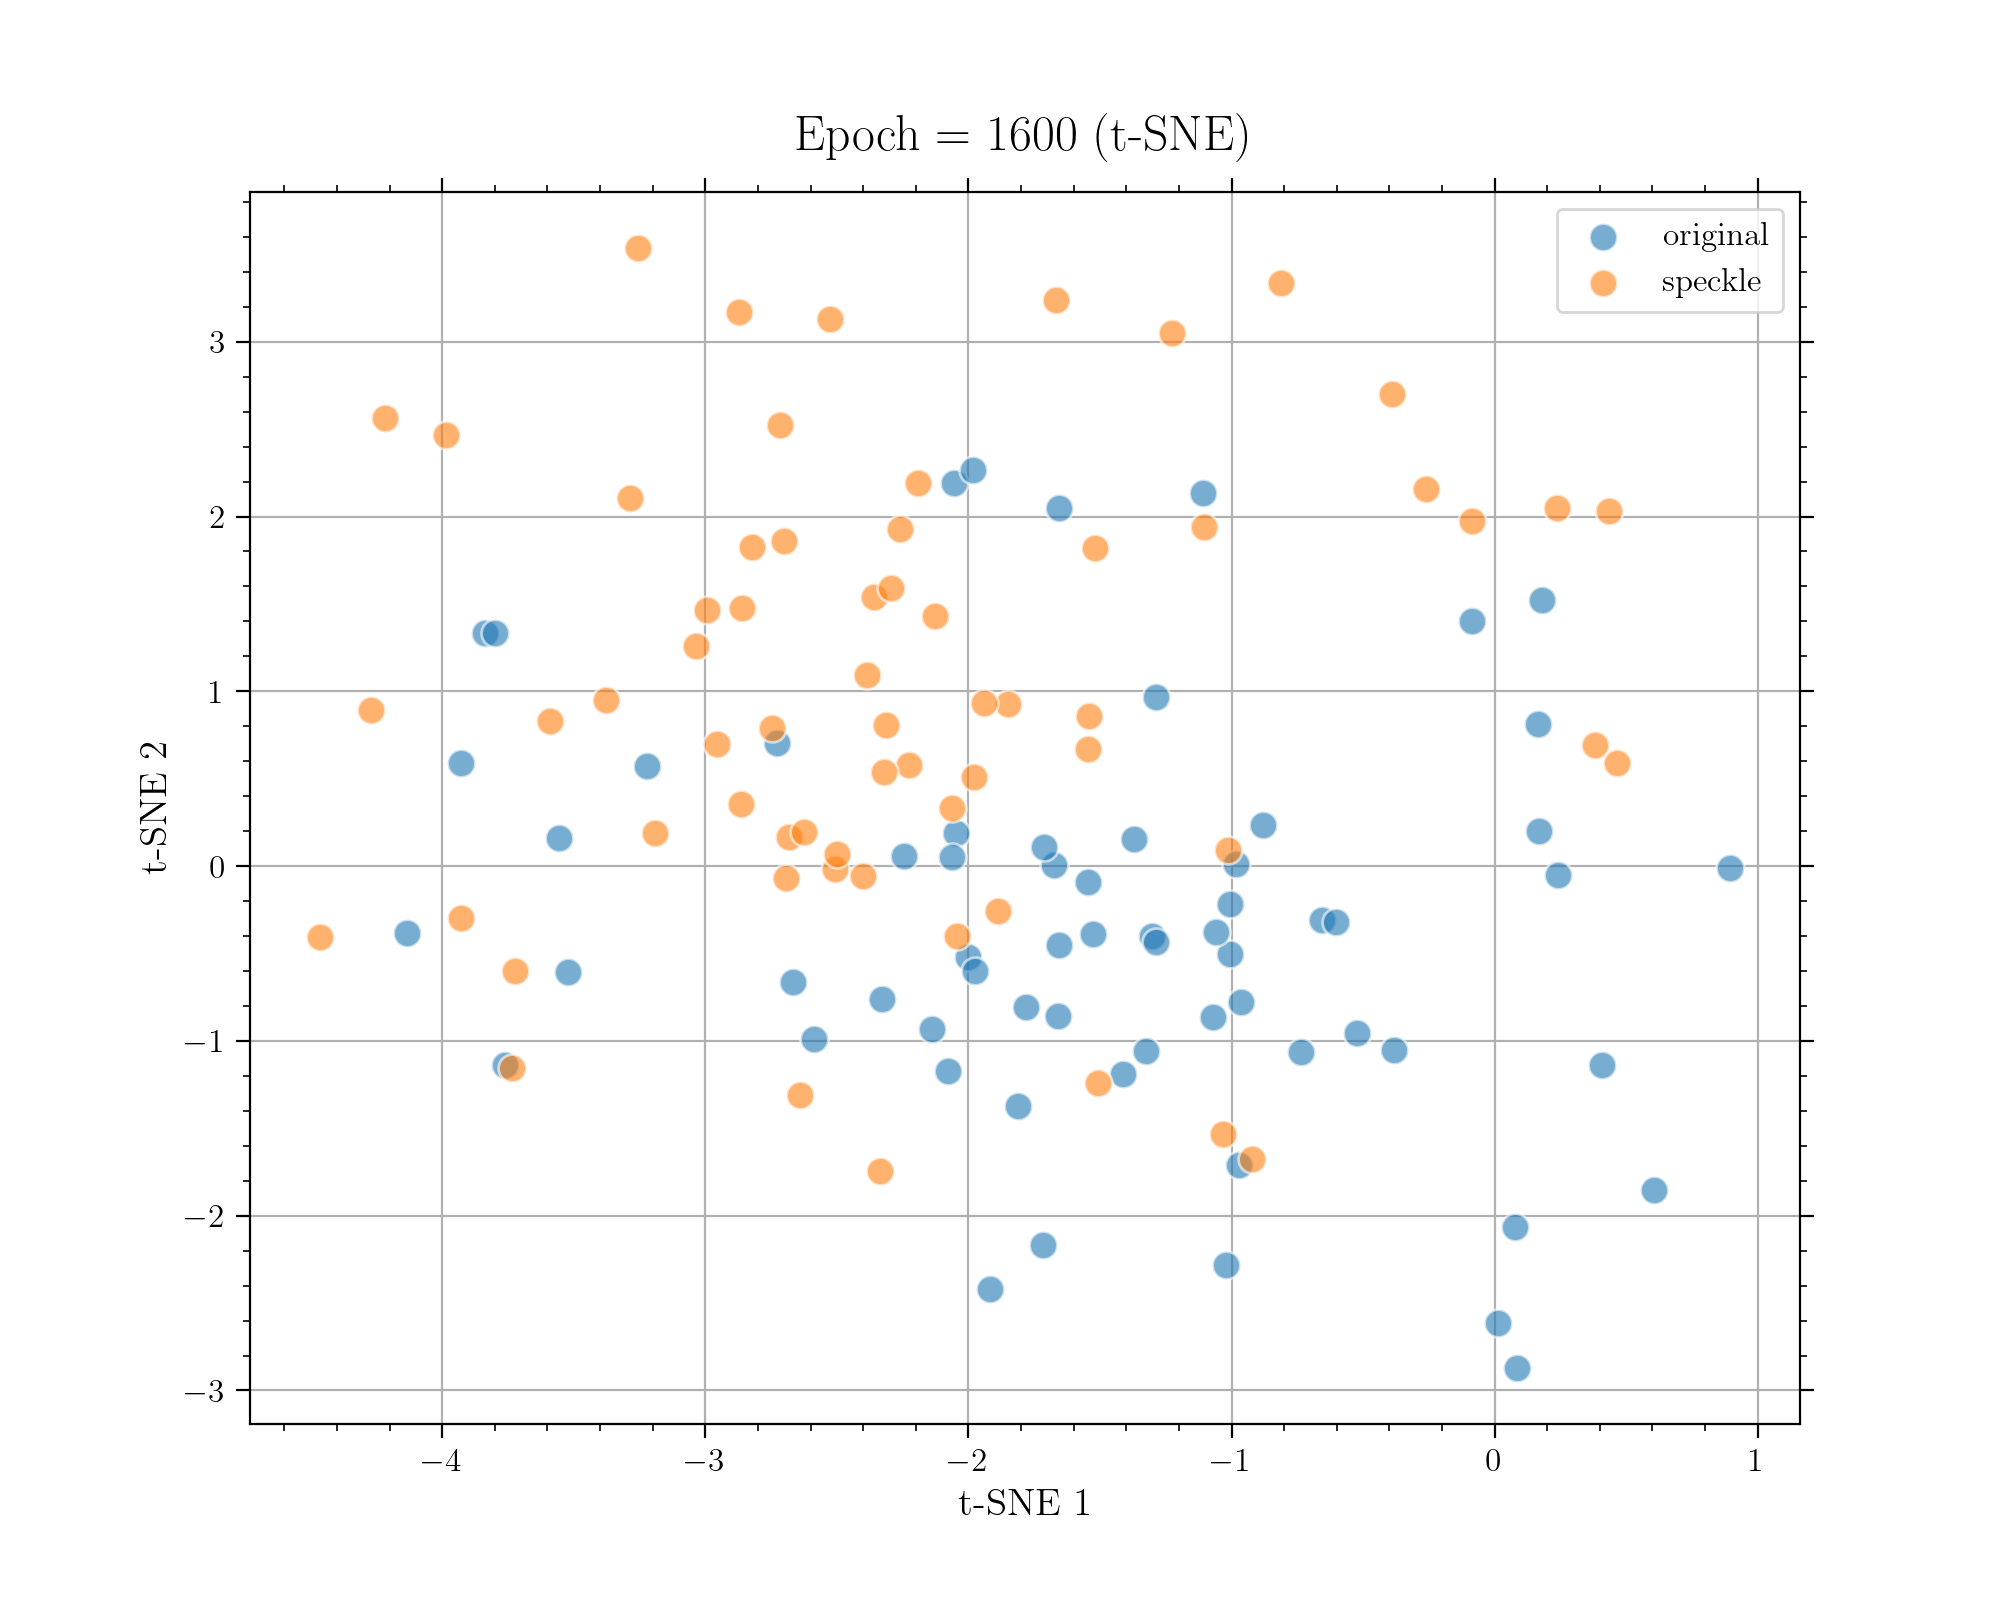 Epoch = 1600 (t-SNE)
original
speckle
3
2
1
0
−1
−2
−3
t-SNE 2
−4
−3
−2
−1
0
1
t-SNE 1